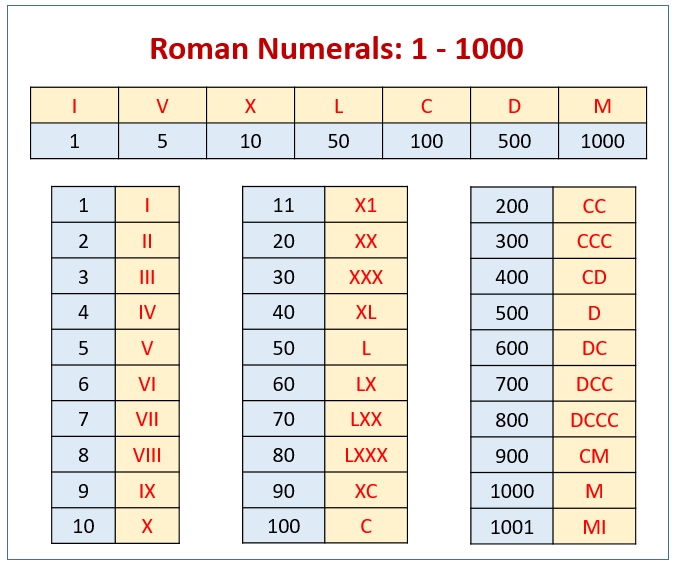 Roman Numerals: 1 - 1000
I V X L C D M
1 5 10 50 100 500 1000
1 I
2 II
3 III
4 IV
5 V
6 VI
7 VII
8 VIII
9 IX
10 X
11 X1
20 XX
30 XXX
40 XL
50 L
60 LX
70 LXX
80 LXXX
90 XC
100 C
200 CC
300 CCC
400 CD
500 D
600 DC
700 DCC
800 DCCC
900 CM
1000 M
1001 MI